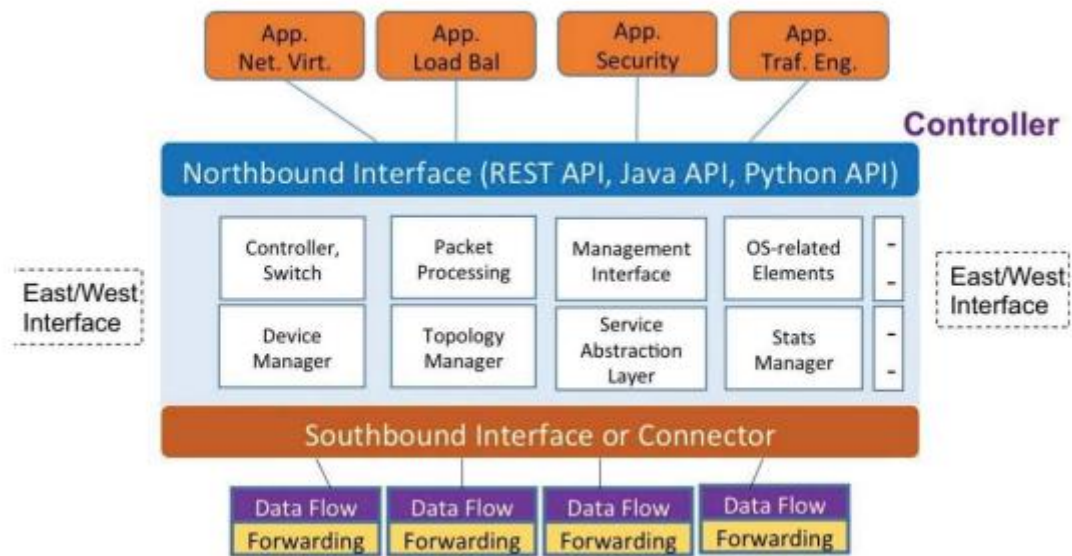 App.
Net. Virt.
App.
Load Bal
App.
Security
App.
Traf. Eng.
Controller
Northbound Interface (REST API, Java API, Python API)
Controller,
Switch
Packet
Processing
Management
Interface
OS-related
Elements
-
-
East/West
Interface
East/West
Interface
Device
Manager
Topology
Manager
Service
Abstraction
Layer
Stats
Manager
-
-
Southbound Interface or Connector
Data Flow
Forwarding
Data Flow
Forwarding
Data Flow
Forwarding
Data Flow
Forwarding